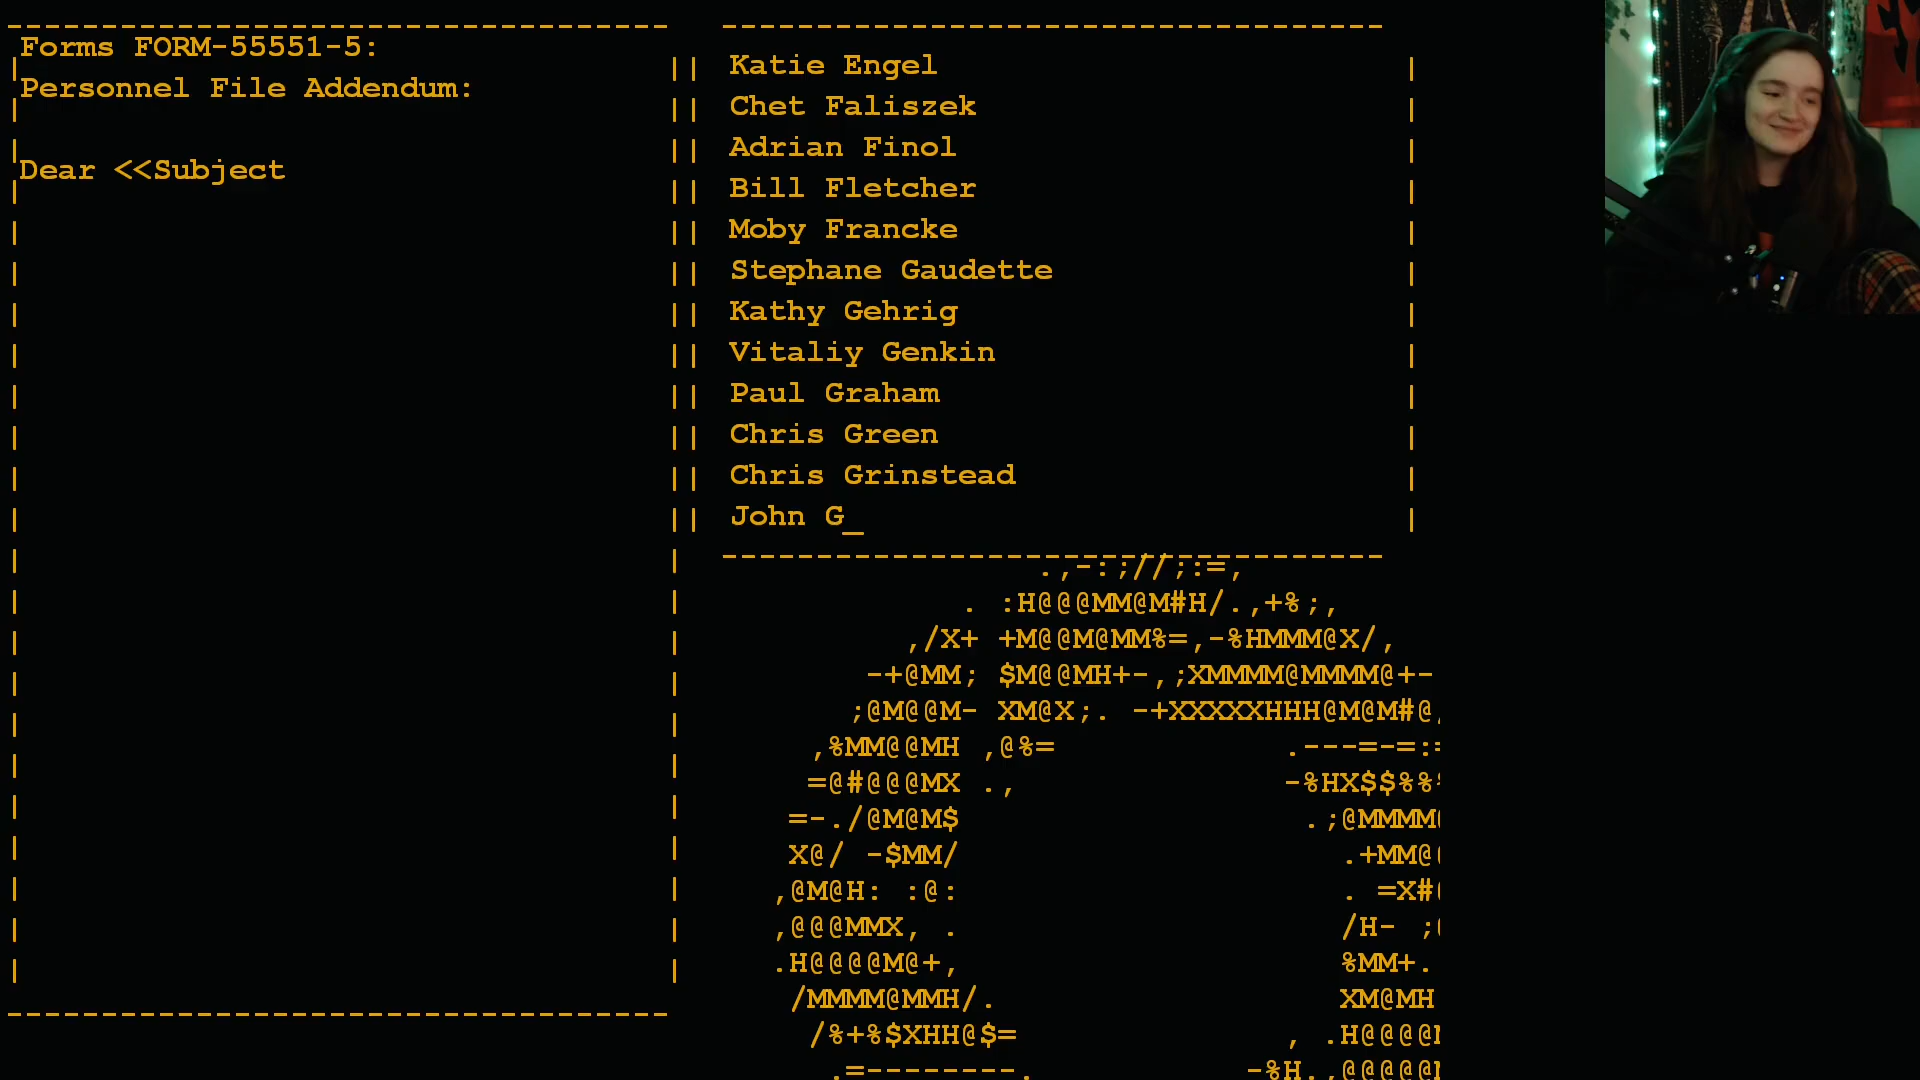 Forms FORM-55551-5:
Personnel File Addendum:
Dear <<Subject
Katie Engel
Chet Faliszek
Adrian Finol
Bill Fletcher
Moby Francke
Stephane Gaudette
Kathy Gehrig
Vitaliy Genkin
Paul Graham
Chris Green
Chris Grinstead
John G_